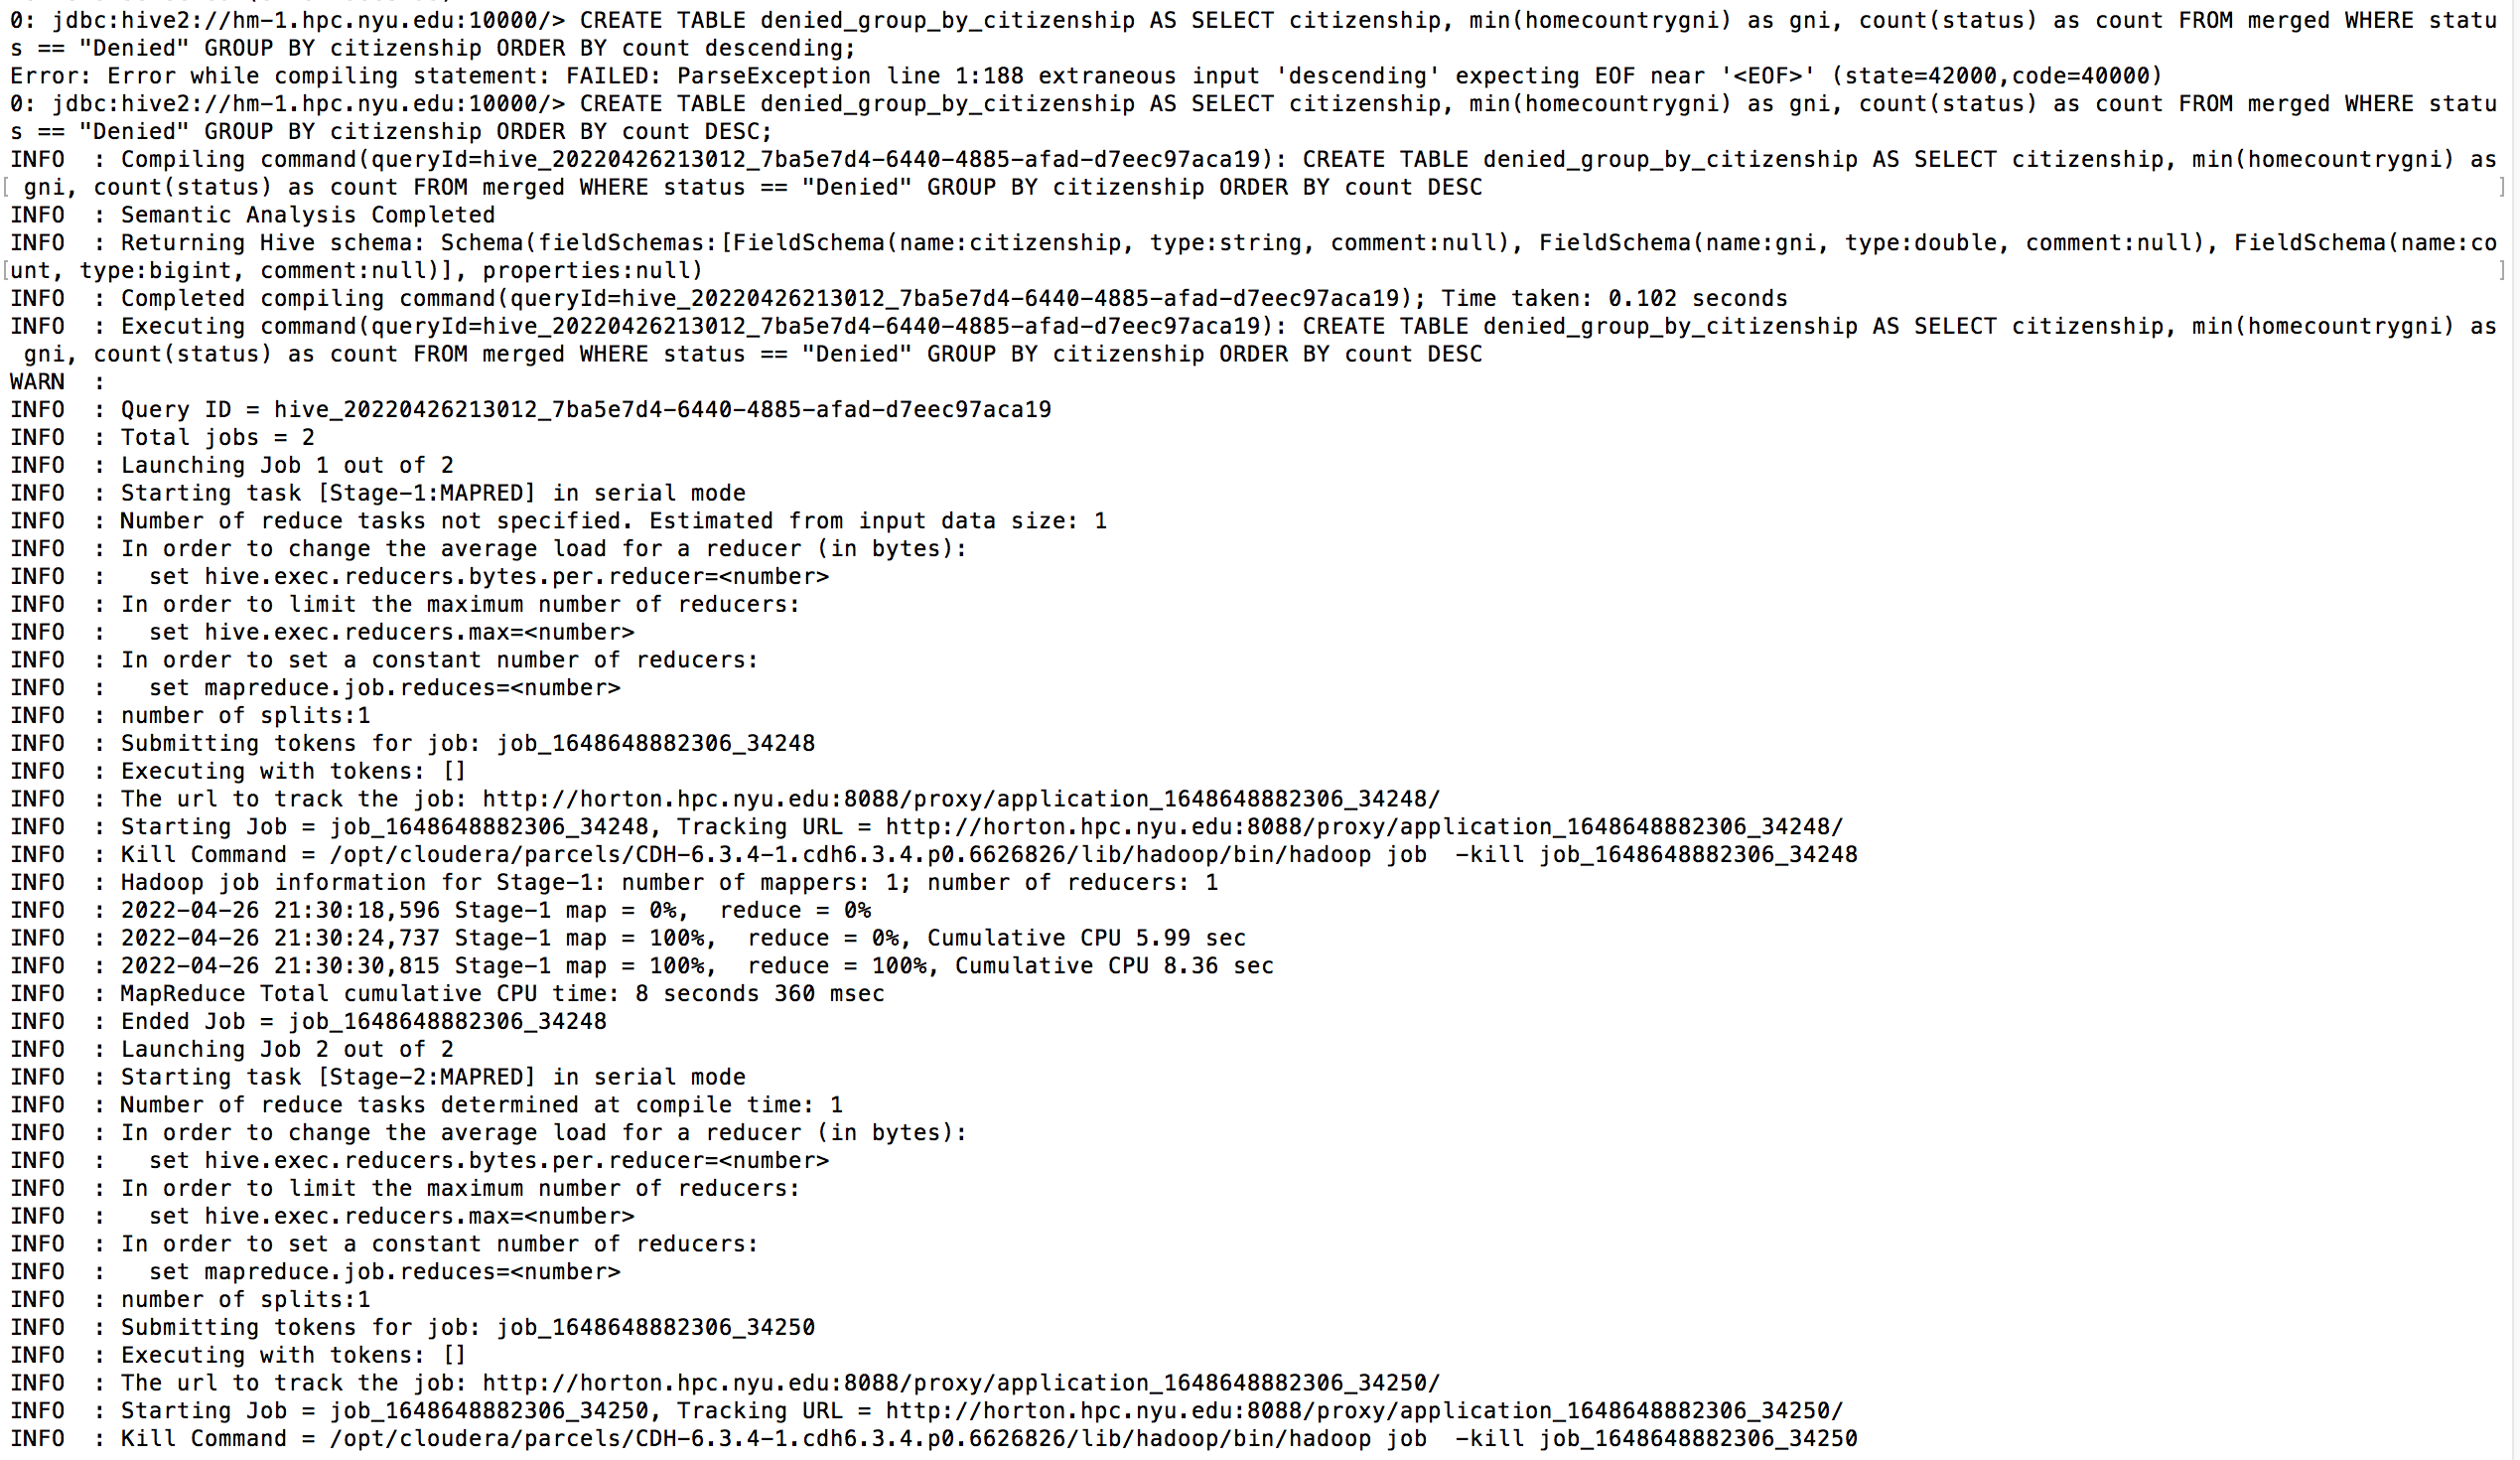 0: jdbc:hive2://hm-1.hpc.nyu.edu:10000/> CREATE TABLE denied_group_by_citizenship AS SELECT citizenship, min(homecountrygni) as gni, count(status) as count FROM merged WHERE statu
s == "Denied" GROUP BY citizenship ORDER BY count descending;
Error: Error while compiling statement: FAILED: ParseException line 1:188 extraneous input 'descending' expecting EOF near '<EOF>' (state=42000,code=40000)
0: jdbc:hive2://hm-1.hpc.nyu.edu:10000/> CREATE TABLE denied_group_by_citizenship AS SELECT citizenship, min(homecountrygni) as gni, count(status) as count FROM merged WHERE statu
s == "Denied" GROUP BY citizenship ORDER BY count DESC;
INFO  : Compiling command(queryId=hive_20220426213012_7ba5e7d4-6440-4885-afad-d7eec97aca19): CREATE TABLE denied_group_by_citizenship AS SELECT citizenship, min(homecountrygni) as
[ gni, count(status) as count FROM merged WHERE status == "Denied" GROUP BY citizenship ORDER BY count DESC ]
INFO  : Semantic Analysis Completed
INFO  : Returning Hive schema: Schema(fieldSchemas:[FieldSchema(name:citizenship, type:string, comment:null), FieldSchema(name:gni, type:double, comment:null), FieldSchema(name:co
[unt, type:bigint, comment:null)], properties:null) ]
INFO  : Completed compiling command(queryId=hive_20220426213012_7ba5e7d4-6440-4885-afad-d7eec97aca19); Time taken: 0.102 seconds
INFO  : Executing command(queryId=hive_20220426213012_7ba5e7d4-6440-4885-afad-d7eec97aca19): CREATE TABLE denied_group_by_citizenship AS SELECT citizenship, min(homecountrygni) as
 gni, count(status) as count FROM merged WHERE status == "Denied" GROUP BY citizenship ORDER BY count DESC
WARN  :
INFO  : Query ID = hive_20220426213012_7ba5e7d4-6440-4885-afad-d7eec97aca19
INFO  : Total jobs = 2
INFO  : Launching Job 1 out of 2
INFO  : Starting task [Stage-1:MAPRED] in serial mode
INFO  : Number of reduce tasks not specified. Estimated from input data size: 1
INFO  : In order to change the average load for a reducer (in bytes):
INFO  :   set hive.exec.reducers.bytes.per.reducer=<number>
INFO  : In order to limit the maximum number of reducers:
INFO  :   set hive.exec.reducers.max=<number>
INFO  : In order to set a constant number of reducers:
INFO  :   set mapreduce.job.reduces=<number>
INFO  : number of splits:1
INFO  : Submitting tokens for job: job_1648648882306_34248
INFO  : Executing with tokens: []
INFO  : The url to track the job: http://horton.hpc.nyu.edu:8088/proxy/application_1648648882306_34248/
INFO  : Starting Job = job_1648648882306_34248, Tracking URL = http://horton.hpc.nyu.edu:8088/proxy/application_1648648882306_34248/
INFO  : Kill Command = /opt/cloudera/parcels/CDH-6.3.4-1.cdh6.3.4.p0.6626826/lib/hadoop/bin/hadoop job  -kill job_1648648882306_34248
INFO  : Hadoop job information for Stage-1: number of mappers: 1; number of reducers: 1
INFO  : 2022-04-26 21:30:18,596 Stage-1 map = 0%,  reduce = 0%
INFO  : 2022-04-26 21:30:24,737 Stage-1 map = 100%,  reduce = 0%, Cumulative CPU 5.99 sec
INFO  : 2022-04-26 21:30:30,815 Stage-1 map = 100%,  reduce = 100%, Cumulative CPU 8.36 sec
INFO  : MapReduce Total cumulative CPU time: 8 seconds 360 msec
INFO  : Ended Job = job_1648648882306_34248
INFO  : Launching Job 2 out of 2
INFO  : Starting task [Stage-2:MAPRED] in serial mode
INFO  : Number of reduce tasks determined at compile time: 1
INFO  : In order to change the average load for a reducer (in bytes):
INFO  :   set hive.exec.reducers.bytes.per.reducer=<number>
INFO  : In order to limit the maximum number of reducers:
INFO  :   set hive.exec.reducers.max=<number>
INFO  : In order to set a constant number of reducers:
INFO  :   set mapreduce.job.reduces=<number>
INFO  : number of splits:1
INFO  : Submitting tokens for job: job_1648648882306_34250
INFO  : Executing with tokens: []
INFO  : The url to track the job: http://horton.hpc.nyu.edu:8088/proxy/application_1648648882306_34250/
INFO  : Starting Job = job_1648648882306_34250, Tracking URL = http://horton.hpc.nyu.edu:8088/proxy/application_1648648882306_34250/
INFO  : Kill Command = /opt/cloudera/parcels/CDH-6.3.4-1.cdh6.3.4.p0.6626826/lib/hadoop/bin/hadoop job  -kill job_1648648882306_34250